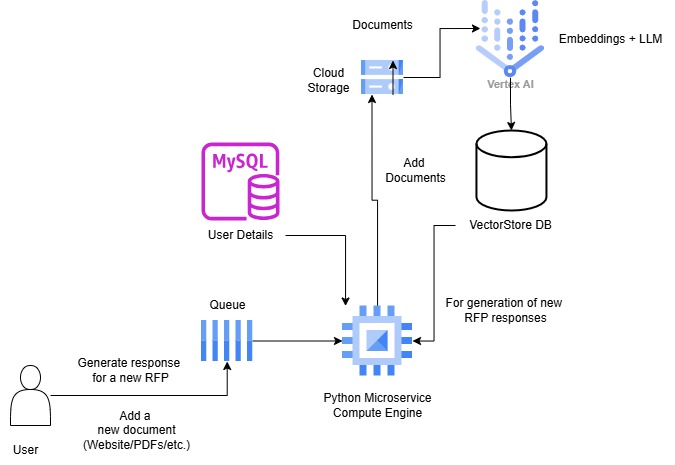 Documents
Embeddings + LLM
Cloud
Storage
Vertex AI
MySQL
Add
Documents
User Details
VectorStore DB
Queue
For generation of new
RFP responses
Generate response
for a new RFP
Python Microservice
Compute Engine
Add a
new document
(Website/PDFs/etc.)
User